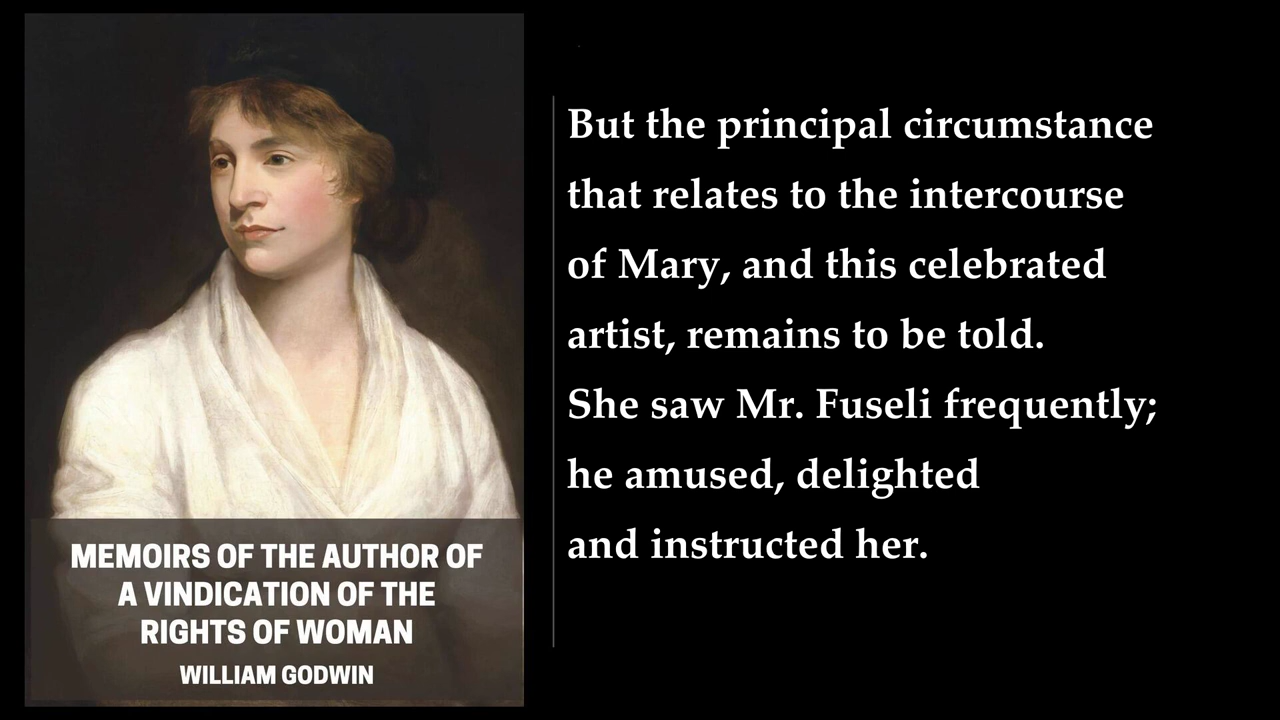 MEMOIRS OF THE AUTHOR OF
A VINDICATION OF THE
RIGHTS OF WOMAN
WILLIAM GODWIN
But the principal circumstance
that relates to the intercourse
of Mary, and this celebrated
artist, remains to be told.
She saw Mr. Fuseli frequently;
he amused, delighted
and instructed her.